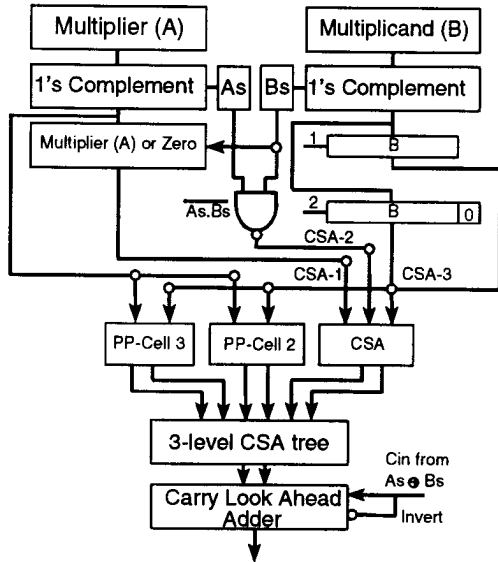 Multiplier (A)
Multiplicand (B)
1's Complement
As
Bs
1's Complement
Multiplier (A) or Zero
1
B
As.Bs
2
B
0
CSA-2
CSA-1
CSA-3
PP-Cell 3
PP-Cell 2
CSA
3-level CSA tree
Cin from
As ⊕ Bs
Carry Look Ahead
Adder
Invert